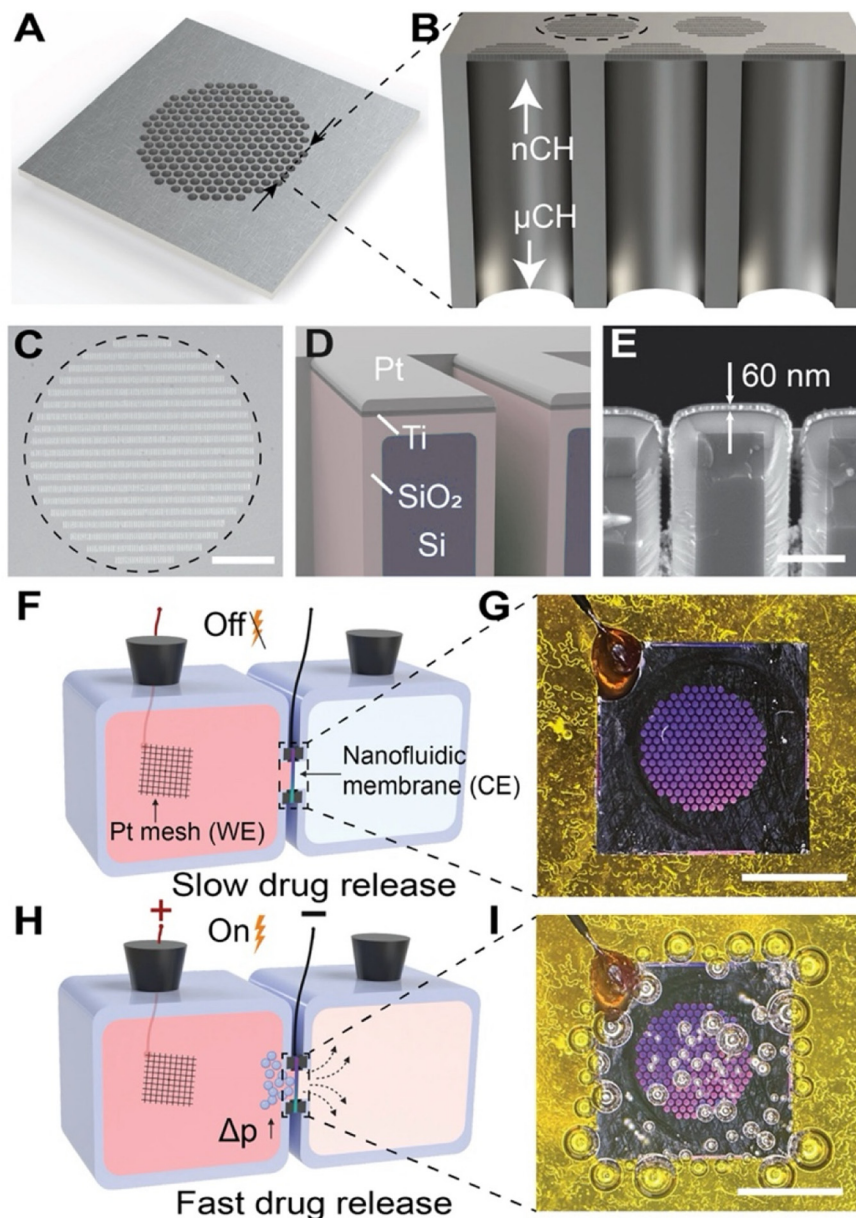 A
B
nCH
µCH
C
D
Pt
Ti
SiO₂
Si
E
60 nm
F
Off
Nanofluidic
membrane (CE)
Pt mesh (WE)
Slow drug release
G
H
+
On
−
Δp
Fast drug release
I